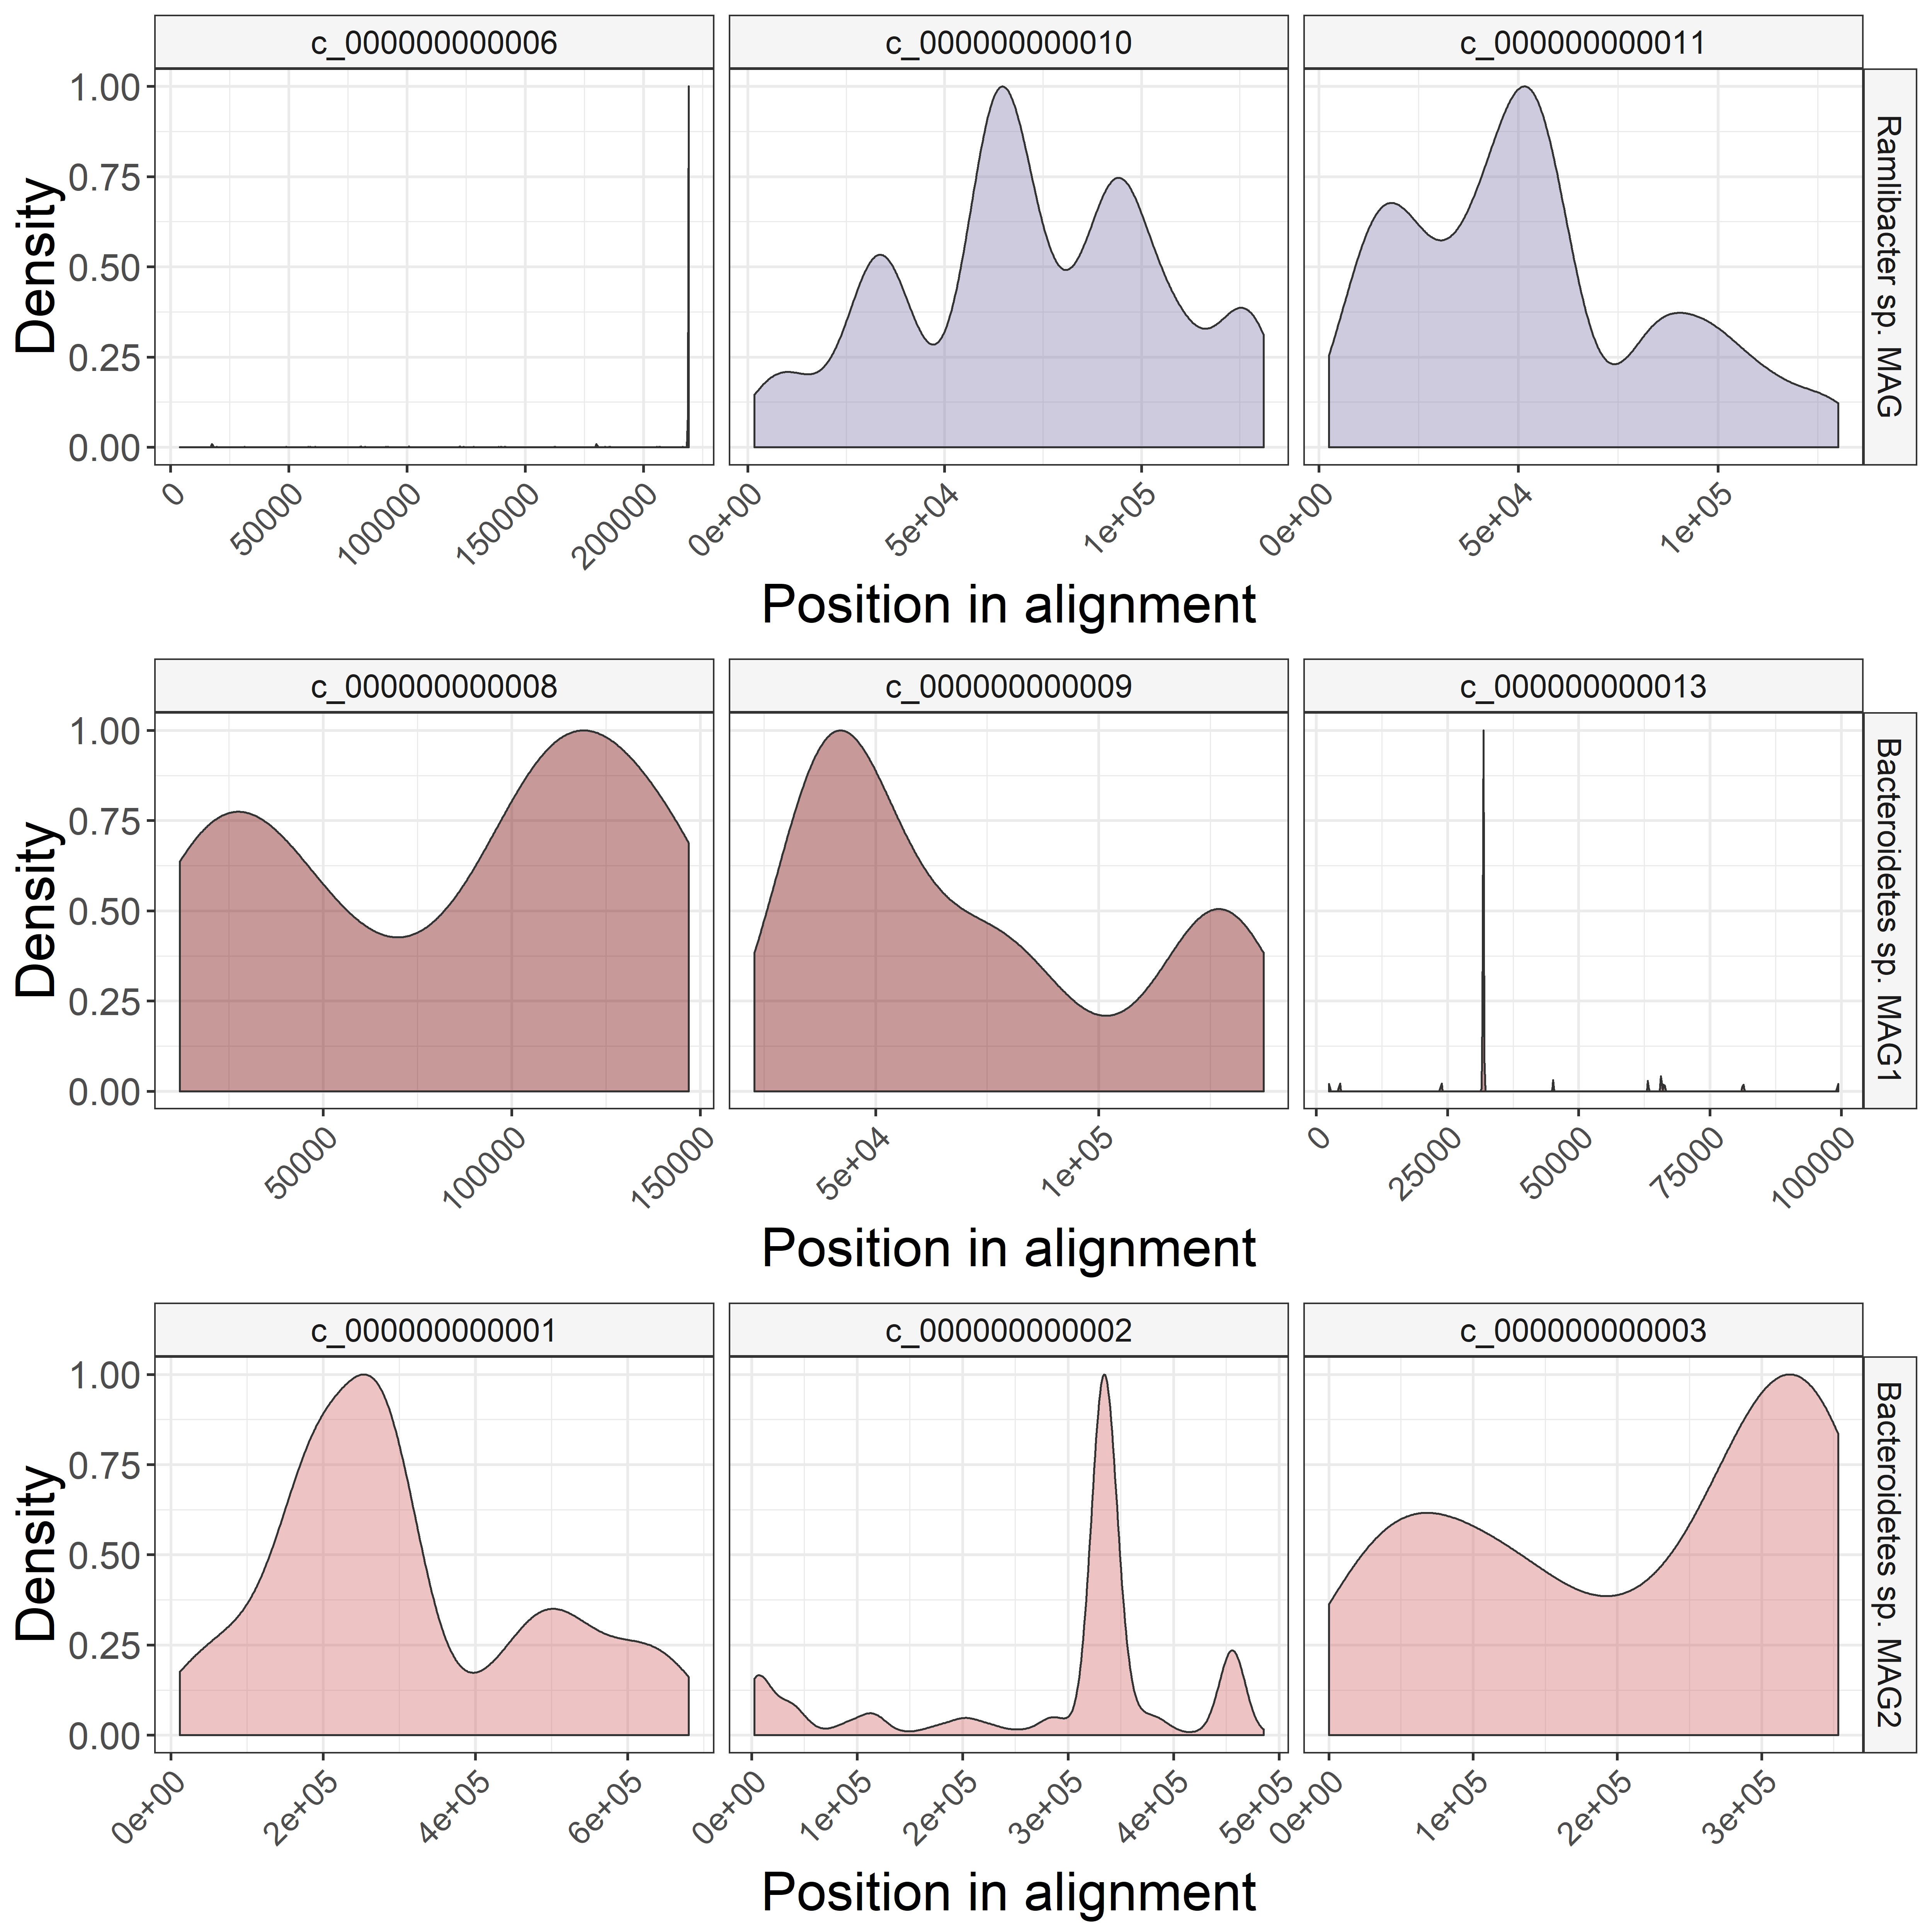 c_000000000006 c_000000000010 c_000000000011
Density
1.00
0.75
0.50
0.25
0.00
Ramlibacter sp. MAG
0 50000 100000 150000 200000 0e+00 5e+04 1e+05 0e+00 5e+04 1e+05
Position in alignment
c_000000000008 c_000000000009 c_000000000013
Density
1.00
0.75
0.50
0.25
0.00
Bacteroidetes sp. MAG1
50000 100000 150000 5e+04 1e+05 0 25000 50000 75000 100000
Position in alignment
c_000000000001 c_000000000002 c_000000000003
Density
1.00
0.75
0.50
0.25
0.00
Bacteroidetes sp. MAG2
0e+00 2e+05 4e+05 6e+05 0e+00 1e+05 2e+05 3e+05 4e+05 5e+05 0e+00 1e+05 2e+05 3e+05
Position in alignment